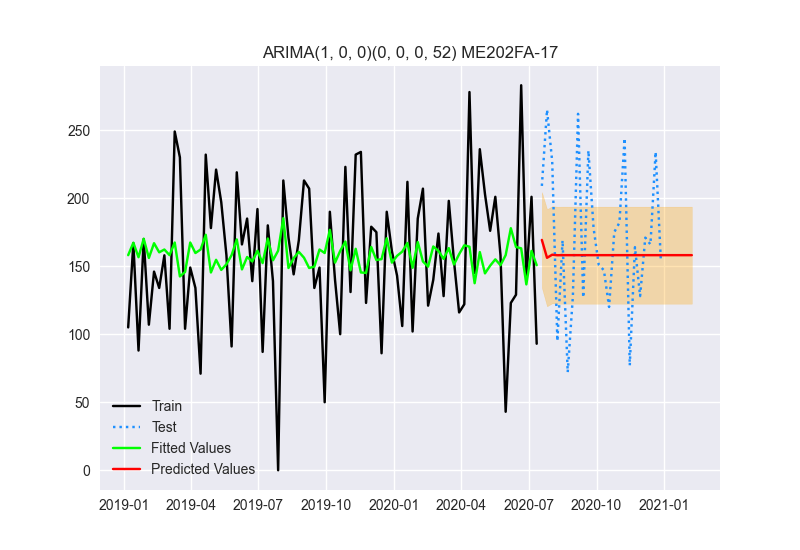 ARIMA(1, 0, 0)(0, 0, 0, 52) ME202FA-17
250
200
150
100
50
0
Train
Test
Fitted Values
Predicted Values
2019-01 2019-04 2019-07 2019-10 2020-01 2020-04 2020-07 2020-10 2021-01